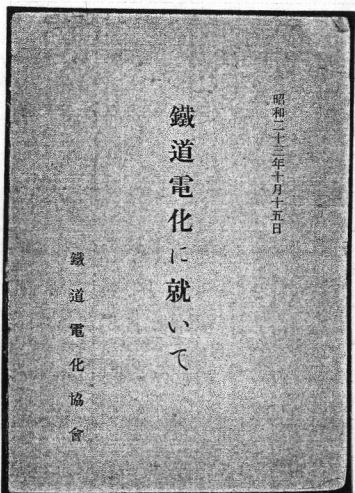 昭和二十三年十月十五日
鐵道電化に就いて
鐵道電化協會